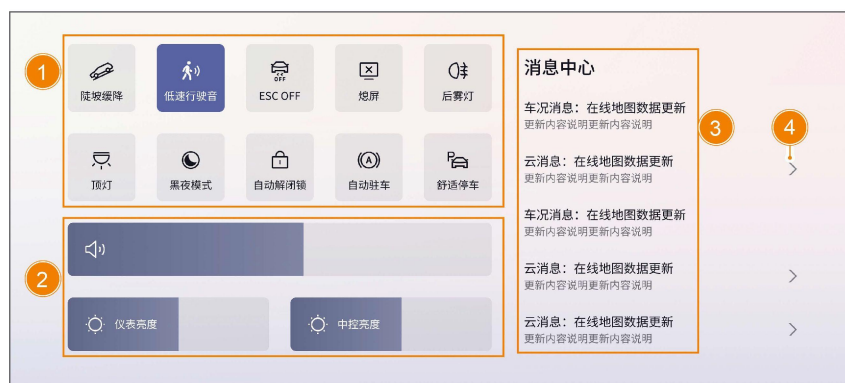 1
陡坡缓降
低速行驶音
OFF
ESC OFF
熄屏
后雾灯
顶灯
黑夜模式
自动解闭锁
(A)
自动驻车
P
舒适停车
2
仪表亮度
中控亮度
消息中心
车况消息：在线地图数据更新
更新内容说明更新内容说明
云消息：在线地图数据更新
更新内容说明更新内容说明
车况消息：在线地图数据更新
更新内容说明更新内容说明
云消息：在线地图数据更新
更新内容说明更新内容说明
云消息：在线地图数据更新
更新内容说明更新内容说明
3
4